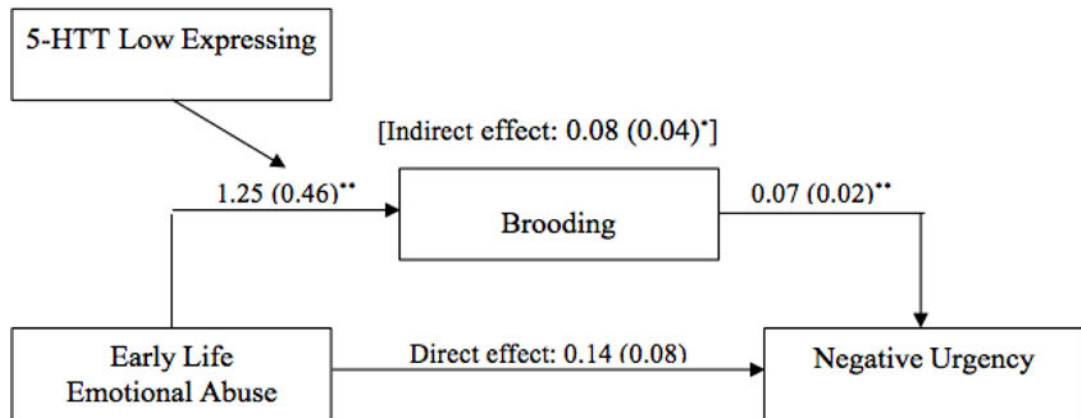 5-HTT Low Expressing
[Indirect effect: 0.08 (0.04)*]
1.25 (0.46)**
0.07 (0.02)**
Brooding
Early Life
Emotional Abuse
Direct effect: 0.14 (0.08)
Negative Urgency